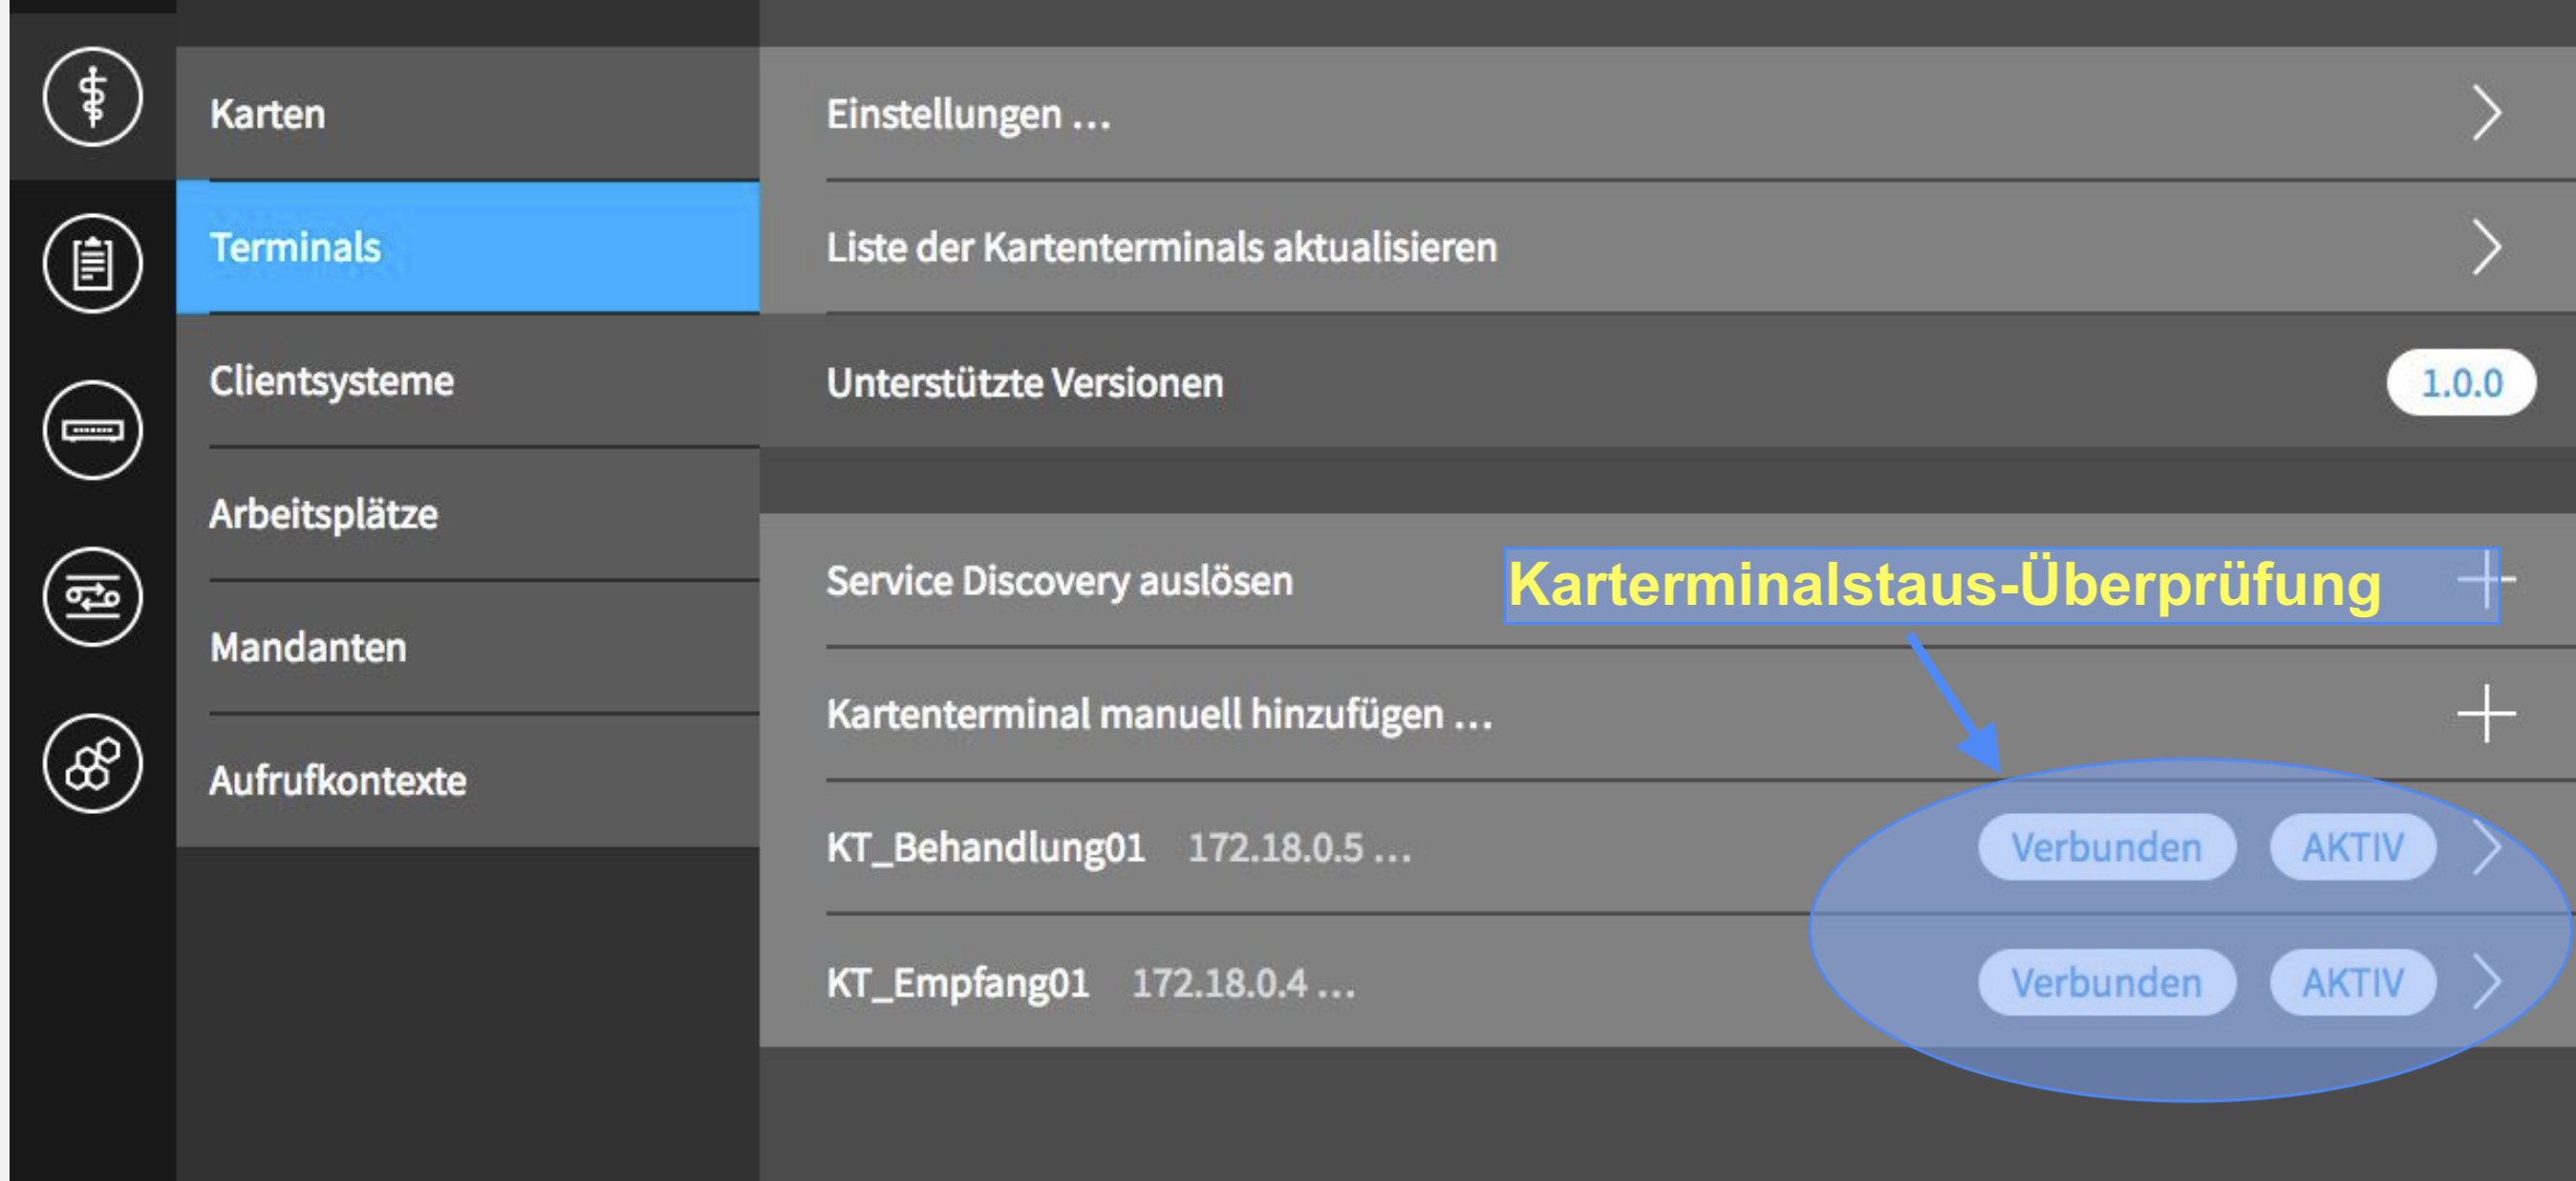 Karten
Terminals
Clientsysteme
Arbeitsplätze
Mandanten
Aufrufkontexte
Einstellungen ...
Liste der Kartenterminals aktualisieren
Unterstützte Versionen 1.0.0
Service Discovery auslösen
Karterminalstaus-Überprüfung
Kartenterminal manuell hinzufügen ...
KT_Behandlung01 172.18.0.5 ... Verbunden AKTIV
KT_Empfang01 172.18.0.4 ... Verbunden AKTIV